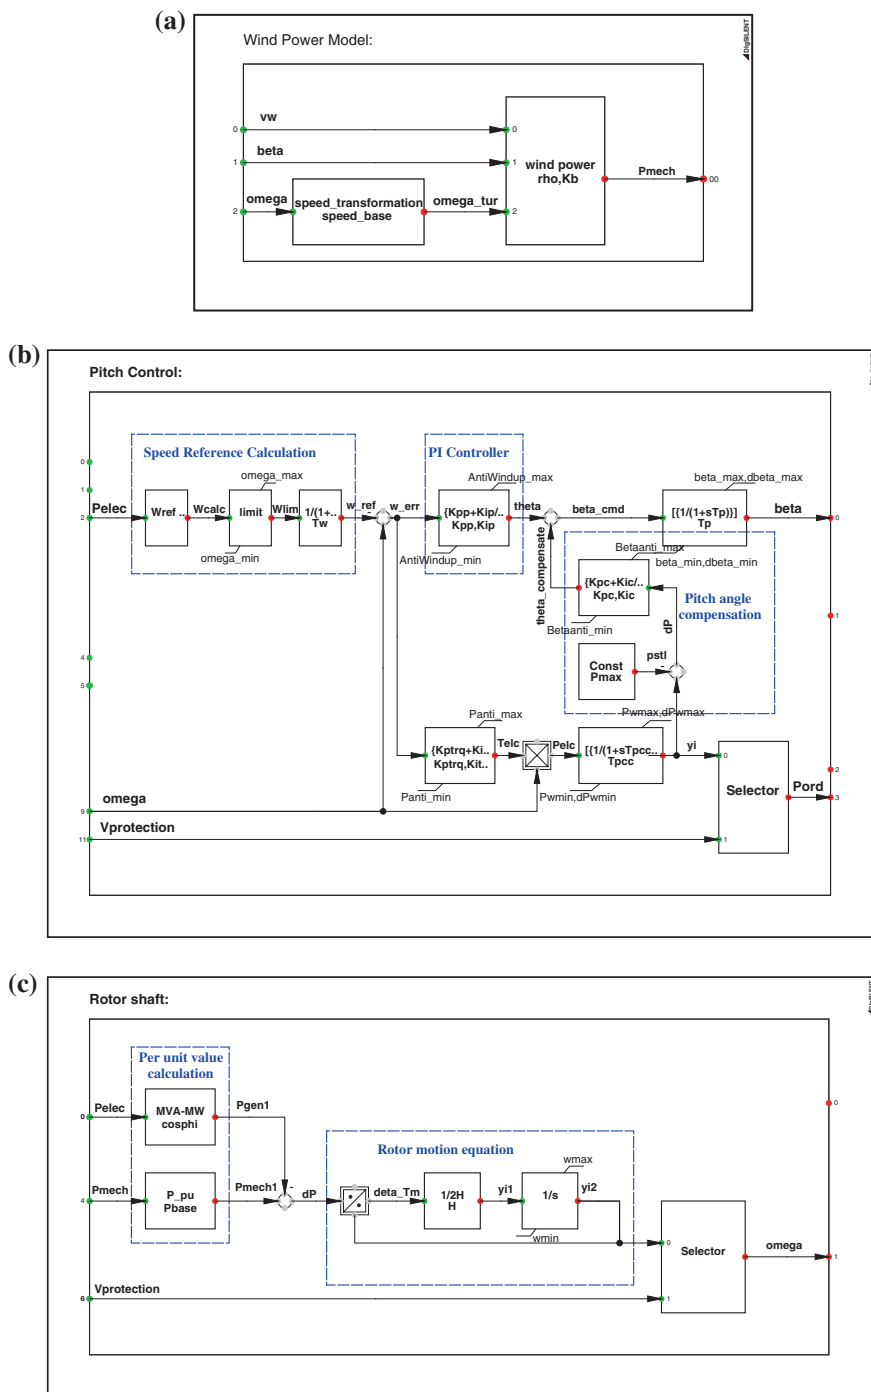 (a)
Wind Power Model:
DIgSILENT
vw
0
0
beta
1
1
wind power
rho,Kb
Pmech
00
omega
speed_transformation
speed_base
omega_tur
2
2
(b)
Pitch Control:
Speed Reference Calculation
PI Controller
0
omega_max
AntiWindup_max
beta_max,dbeta_max
1
Pelec
Wref ..
Wcalc
limit
Wlim
1/(1+..
Tw
w_ref
-
w_err
{Kpp+Kip/..
Kpp,Kip
theta
beta_cmd
[{1/(1+sTp)}]
Tp
beta
2
0
omega_min
AntiWindup_min
Betaanti_max
beta_min,dbeta_min
theta_compensate
{Kpc+Kic/..
Kpc,Kic
Pitch angle
compensation
Betaanti_min
dP
1
4
Const
Pmax
pstl
-
5
Panti_max
Pwmax,dPwmax
{Kptrq+Ki..
Kptrq,Kit..
Telc
Pelc
[{1/(1+sTpcc..
Tpcc
yi
0
2
Panti_min
Pwmin,dPwmin
Selector
Pord
3
omega
9
Vprotection
11
1
(c)
Rotor shaft:
Per unit value
calculation
Pelec
MVA-MW
cosphi
Pgen1
0
0
Rotor motion equation
wmax
Pmech
P_pu
Pbase
Pmech1
-
dP
deta_Tm
1/2H
H
yi1
1/s
yi2
4
wmin
0
Selector
omega
1
Vprotection
6
1